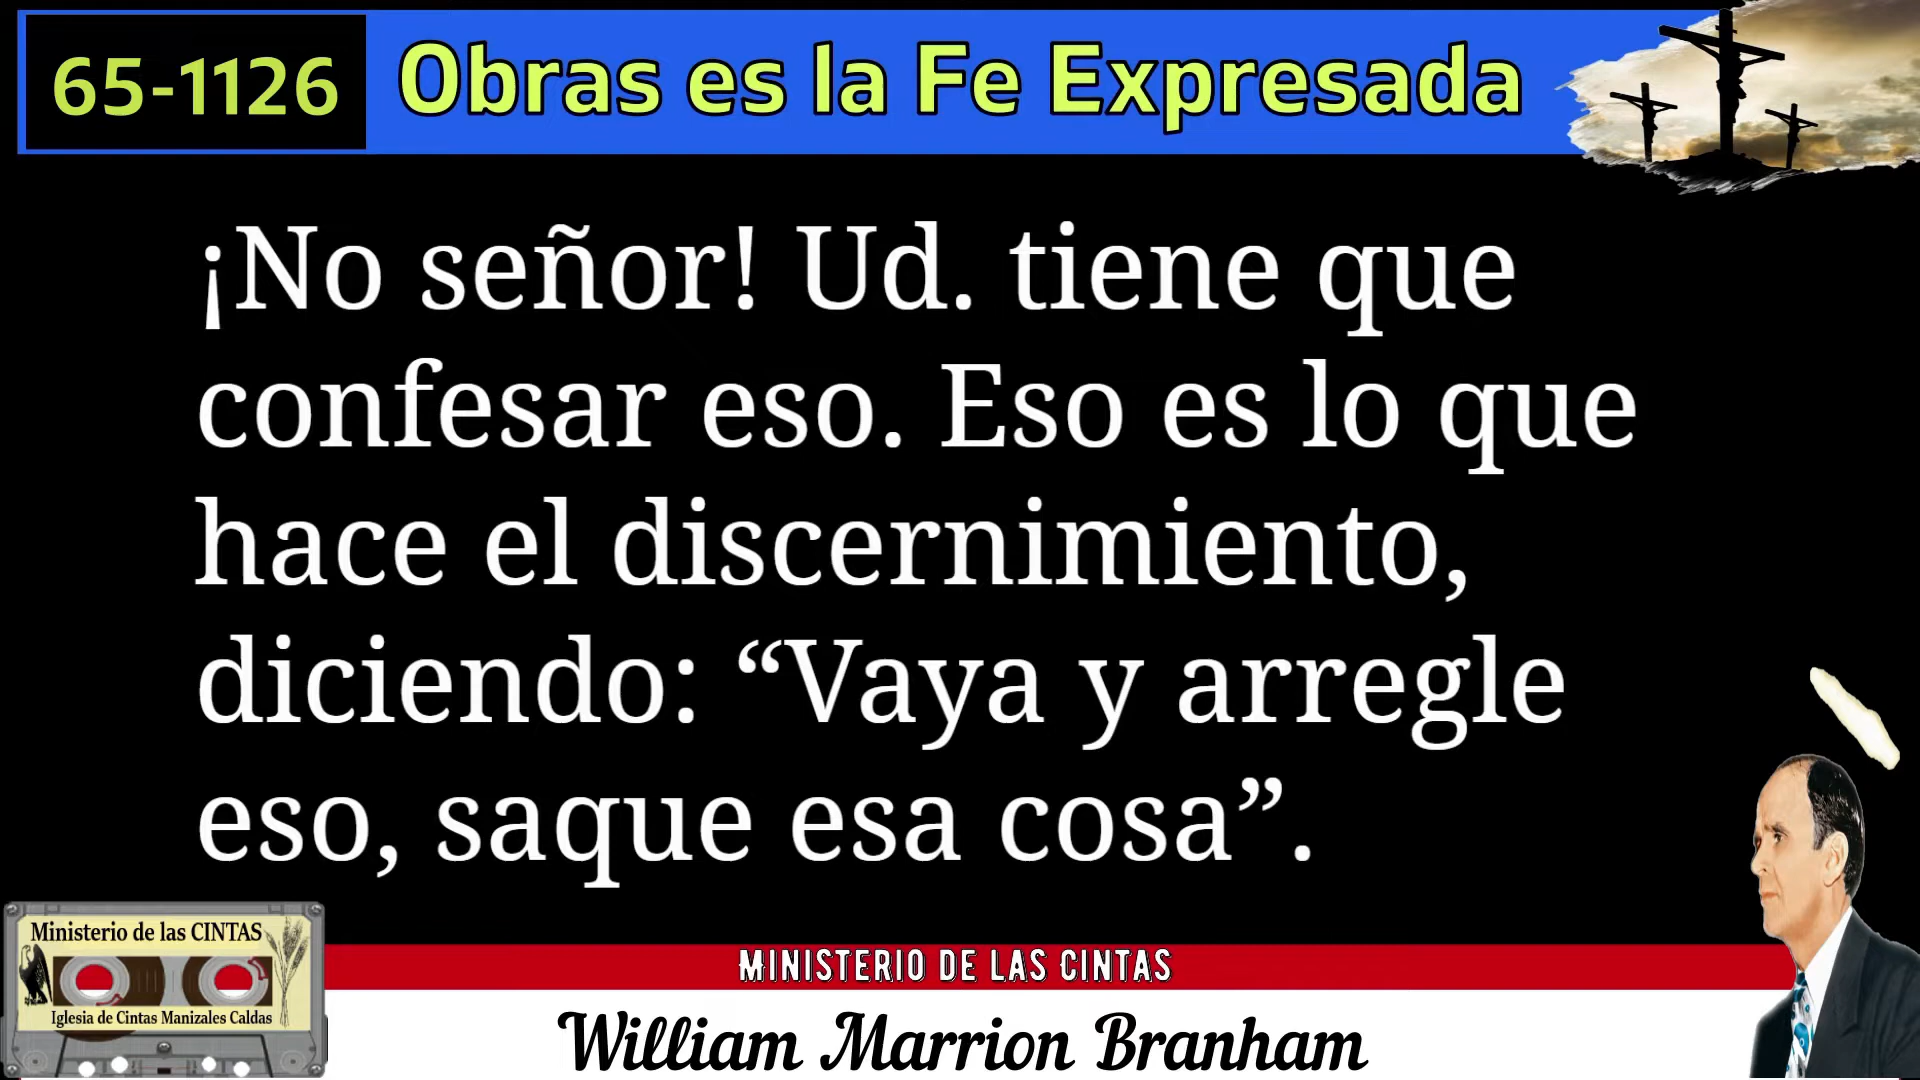 65-1126
Obras es la Fe Expresada
¡No señor! Ud. tiene que
confesar eso. Eso es lo que
hace el discernimiento,
diciendo: “Vaya y arregle
eso, saque esa cosa”.
Ministerio de las CINTAS
Iglesia de Cintas Manizales Caldas
MINISTERIO DE LAS CINTAS
William Marrion Branham